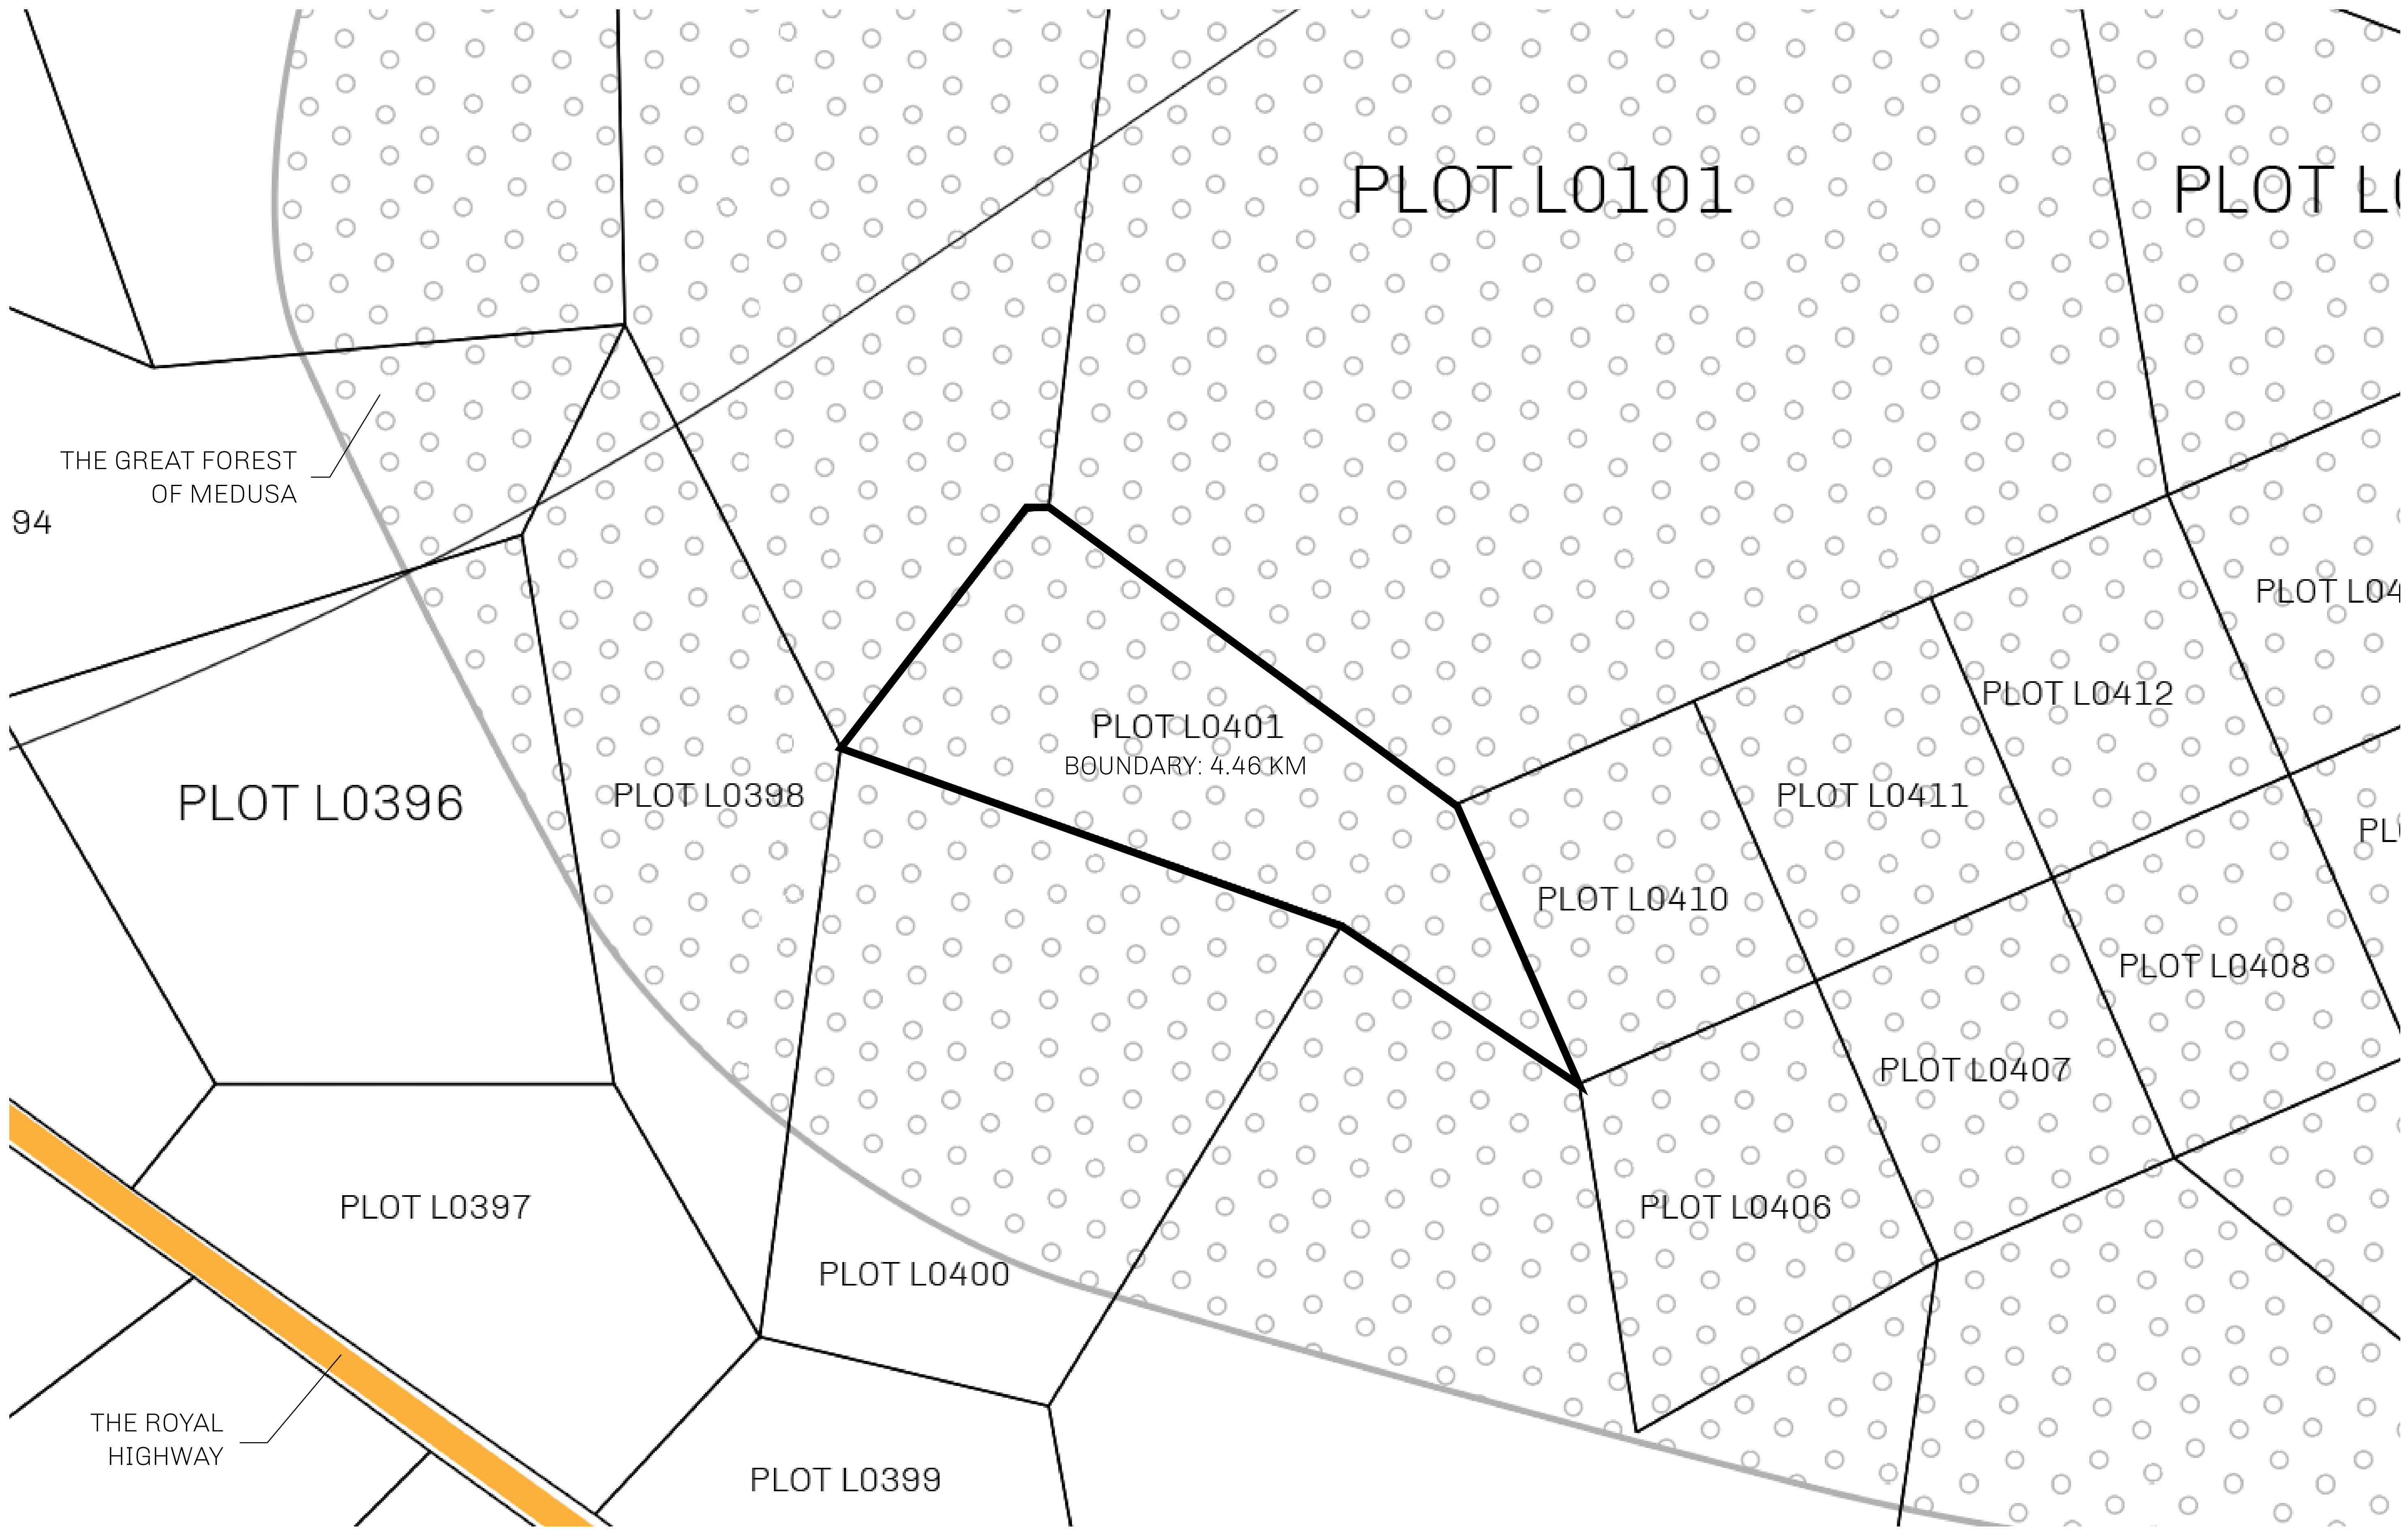 PLOT L0101
THE GREAT FOREST
OF MEDUSA
94
PLOT L0412
PLOT L0401
BOUNDARY: 4.46 KM
PLOT L0396
PLOT L0398
PLOT L0411
PLOT L0410
PLOT L0408
PLOT L0407
PLOT L0397
PLOT L0406
PLOT L0400
THE ROYAL
HIGHWAY
PLOT L0399